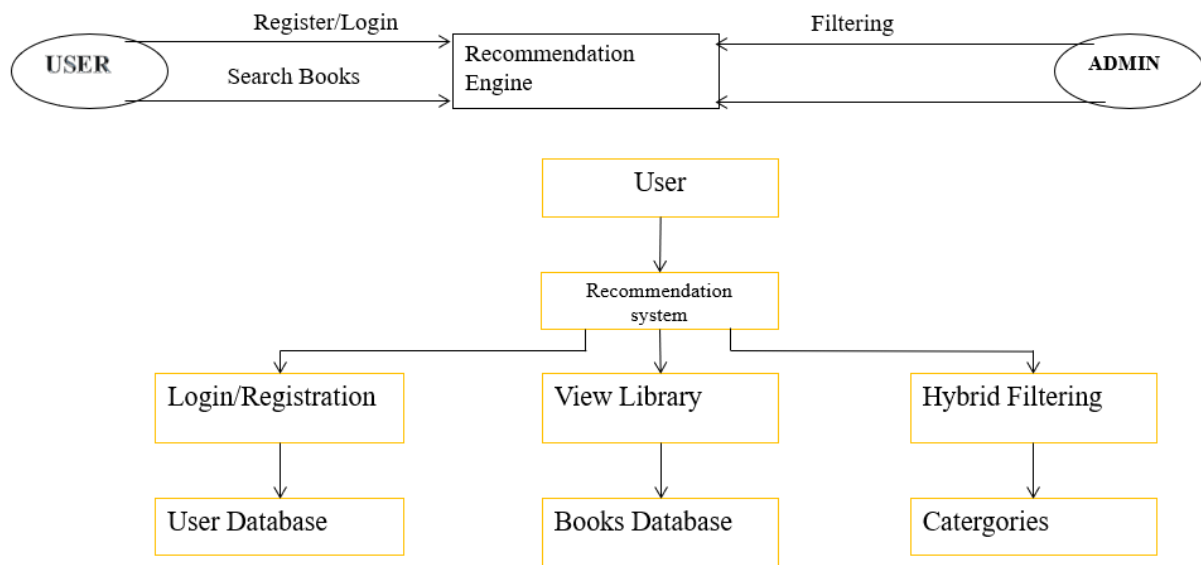 Register/Login
Filtering
USER
Recommendation
Engine
ADMIN
Search Books
User
Recommendation
system
Login/Registration
View Library
Hybrid Filtering
User Database
Books Database
Catergories